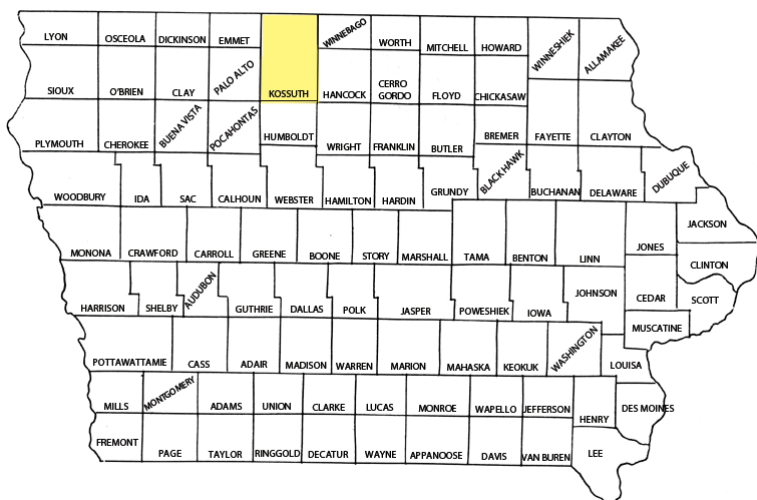 LYON OSCEOLA DICKINSON EMMET WINNEBAGO WORTH MITCHELL HOWARD WINNESHIEK ALLAMAKEE
SIOUX O'BRIEN CLAY PALO ALTO KOSSUTH HANCOCK CERRO
GORDO FLOYD CHICKASAW
PLYMOUTH CHEROKEE BUENA VISTA POCAHONTAS HUMBOLDT WRIGHT FRANKLIN BUTLER BREMER FAYETTE CLAYTON
WOODBURY IDA SAC CALHOUN WEBSTER HAMILTON HARDIN GRUNDY BLACK HAWK BUCHANAN DELAWARE DUBUQUE
MONONA CRAWFORD CARROLL GREENE BOONE STORY MARSHALL TAMA BENTON LINN JONES JACKSON
CLINTON
HARRISON SHELBY AUDUBON GUTHRIE DALLAS POLK JASPER POWESHIEK IOWA JOHNSON CEDAR SCOTT
MUSCATINE
POTTAWATTAMIE CASS ADAIR MADISON WARREN MARION MAHASKA KEOKUK WASHINGTON LOUISA
MILLS MONTGOMERY ADAMS UNION CLARKE LUCAS MONROE WAPELLO JEFFERSON HENRY DES MOINES
FREMONT PAGE TAYLOR RINGGOLD DECATUR WAYNE APPANOOSE DAVIS VAN BUREN LEE